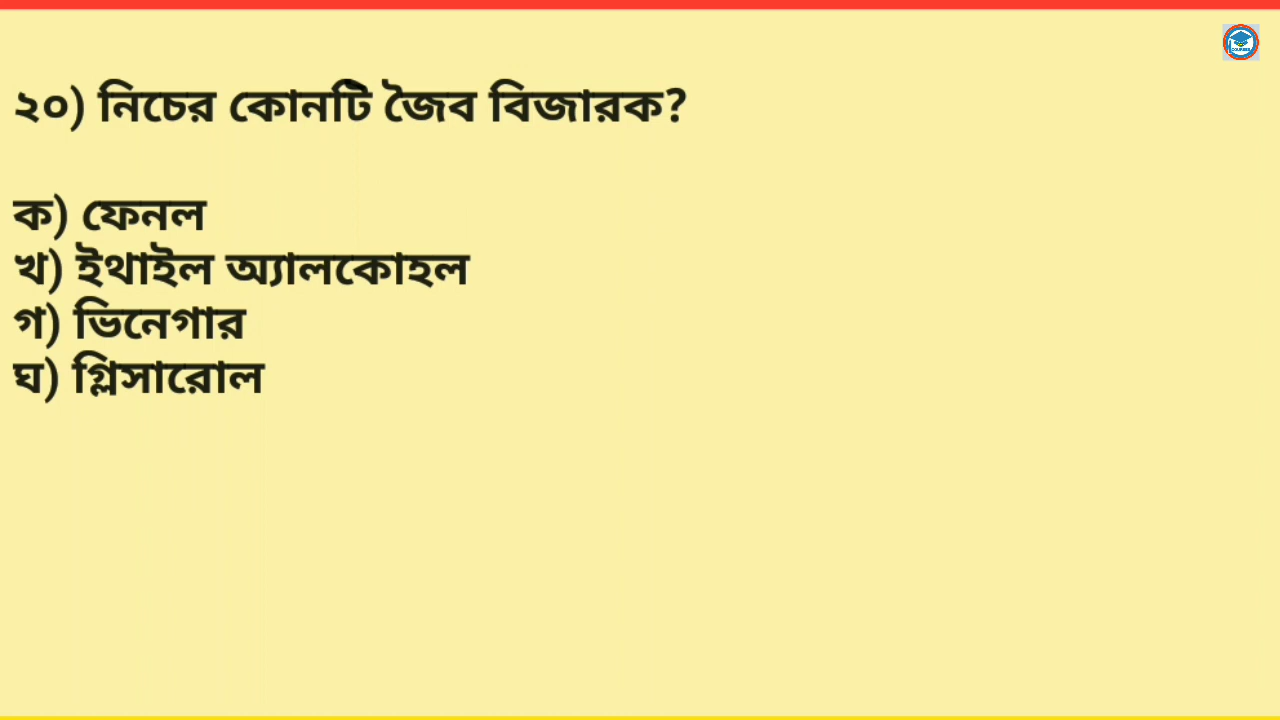 ২০) নিচের কোনটি জৈব বিজারক?
ক) ফেনল
খ) ইথাইল অ্যালকোহল
গ) ভিনেগার
ঘ) গ্লিসারোল